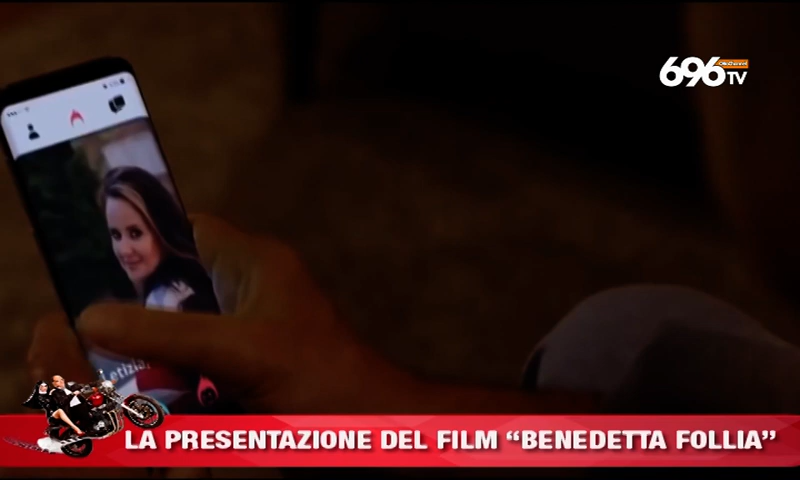 696TV
Letizia,
LA PRESENTAZIONE DEL FILM “BENEDETTA FOLLIA”